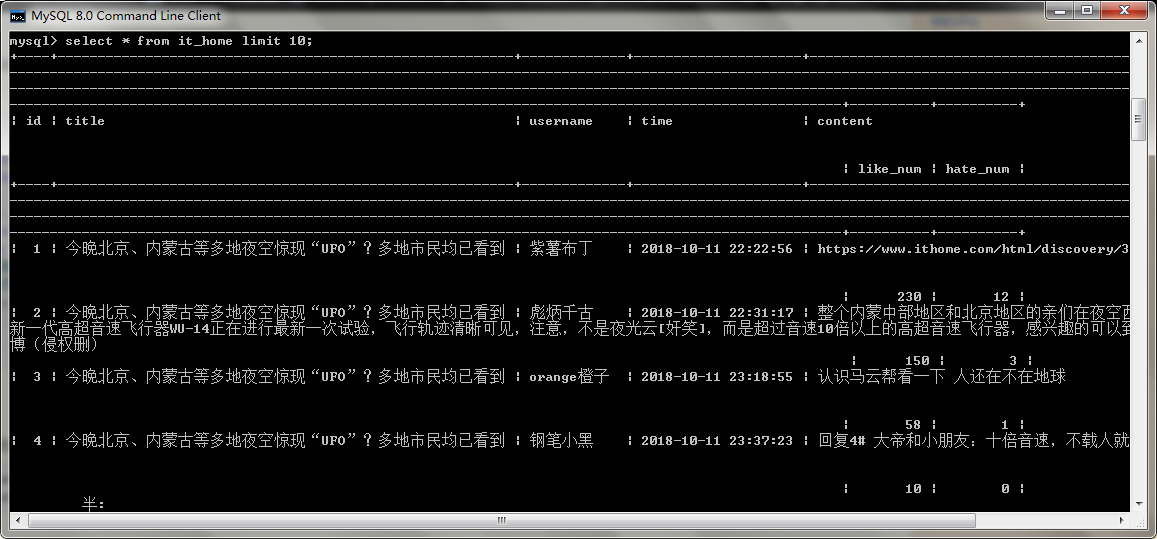 MySQL 8.0 Command Line Client
mysql> select * from it_home limit 10;
| id | title | username | time | content
| like_num | hate_num |
| 1 | 今晚北京、内蒙古等多地夜空惊现“UFO”？多地市民均已看到 | 紫薯布丁 | 2018-10-11 22:22:56 | https://www.ithome.com/html/discovery/3
| 230 | 12 |
| 2 | 今晚北京、内蒙古等多地夜空惊现“UFO”？多地市民均已看到 | 彪炳千古 | 2018-10-11 22:31:17 | 整个内蒙中部地区和北京地区的亲们在夜空西
新一代高超音速飞行器WU-14正在进行最新一次试验，飞行轨迹清晰可见，注意，不是夜光云[好笑]，而是超过音速10倍以上的高超音速飞行器，感兴趣的可以到
博（侵权删）
| 150 | 3 |
| 3 | 今晚北京、内蒙古等多地夜空惊现“UFO”？多地市民均已看到 | orange橙子 | 2018-10-11 23:18:55 | 认识马云帮看一下 人还在不在地球
| 58 | 1 |
| 4 | 今晚北京、内蒙古等多地夜空惊现“UFO”？多地市民均已看到 | 钢笔小黑 | 2018-10-11 23:37:23 | 回复4# 大帝和小朋友：十倍音速，不载人就
| 10 | 0 |
半：